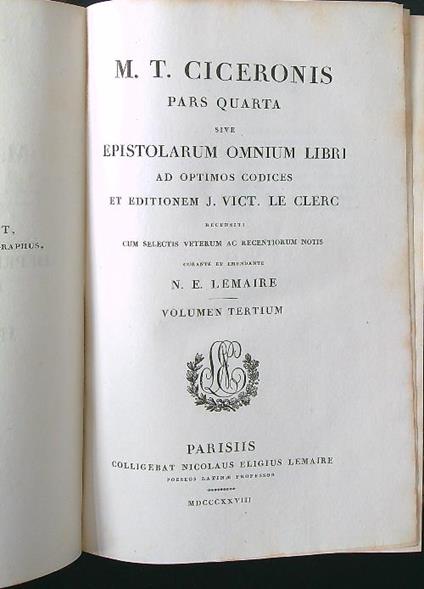 T,
RAPHUS,
M. T. CICERONIS
PARS QUARTA
SIVE
EPISTOLARUM OMNIUM LIBRI
AD OPTIMOS CODICES
ET EDITIONEM J. VICT. LE CLERC
RECENSITI
CUM SELECTIS VETERUM AC RECENTIORUM NOTIS
CURANTE ET EMENDANTE
N. E. LEMAIRE
VOLUMEN TERTIUM
PARISIIS
COLLIGEBAT NICOLAUS ELIGIUS LEMAIRE
POESEOS LATINÆ PROFESSOR
MDCCCXXVIII